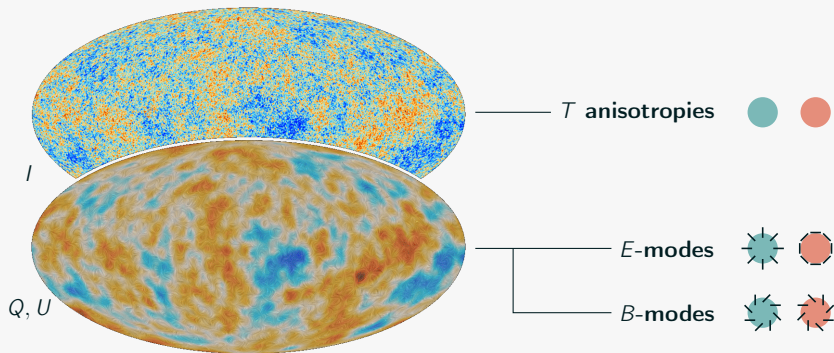 T anisotropies
I
E-modes
Q, U
B-modes